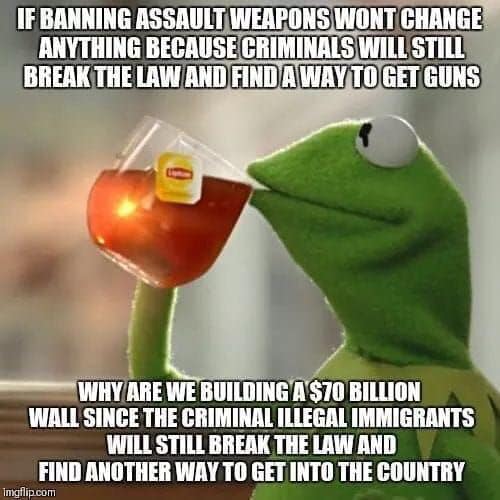 IF BANNING ASSAULT WEAPONS WONT CHANGE
ANYTHING BECAUSE CRIMINALS WILL STILL
BREAK THE LAW AND FIND A WAY TO GET GUNS
Lipton
WHY ARE WE BUILDING A $70 BILLION
WALL SINCE THE CRIMINAL ILLEGAL IMMIGRANTS
WILL STILL BREAK THE LAW AND
FIND ANOTHER WAY TO GET INTO THE COUNTRY
imgflip.com